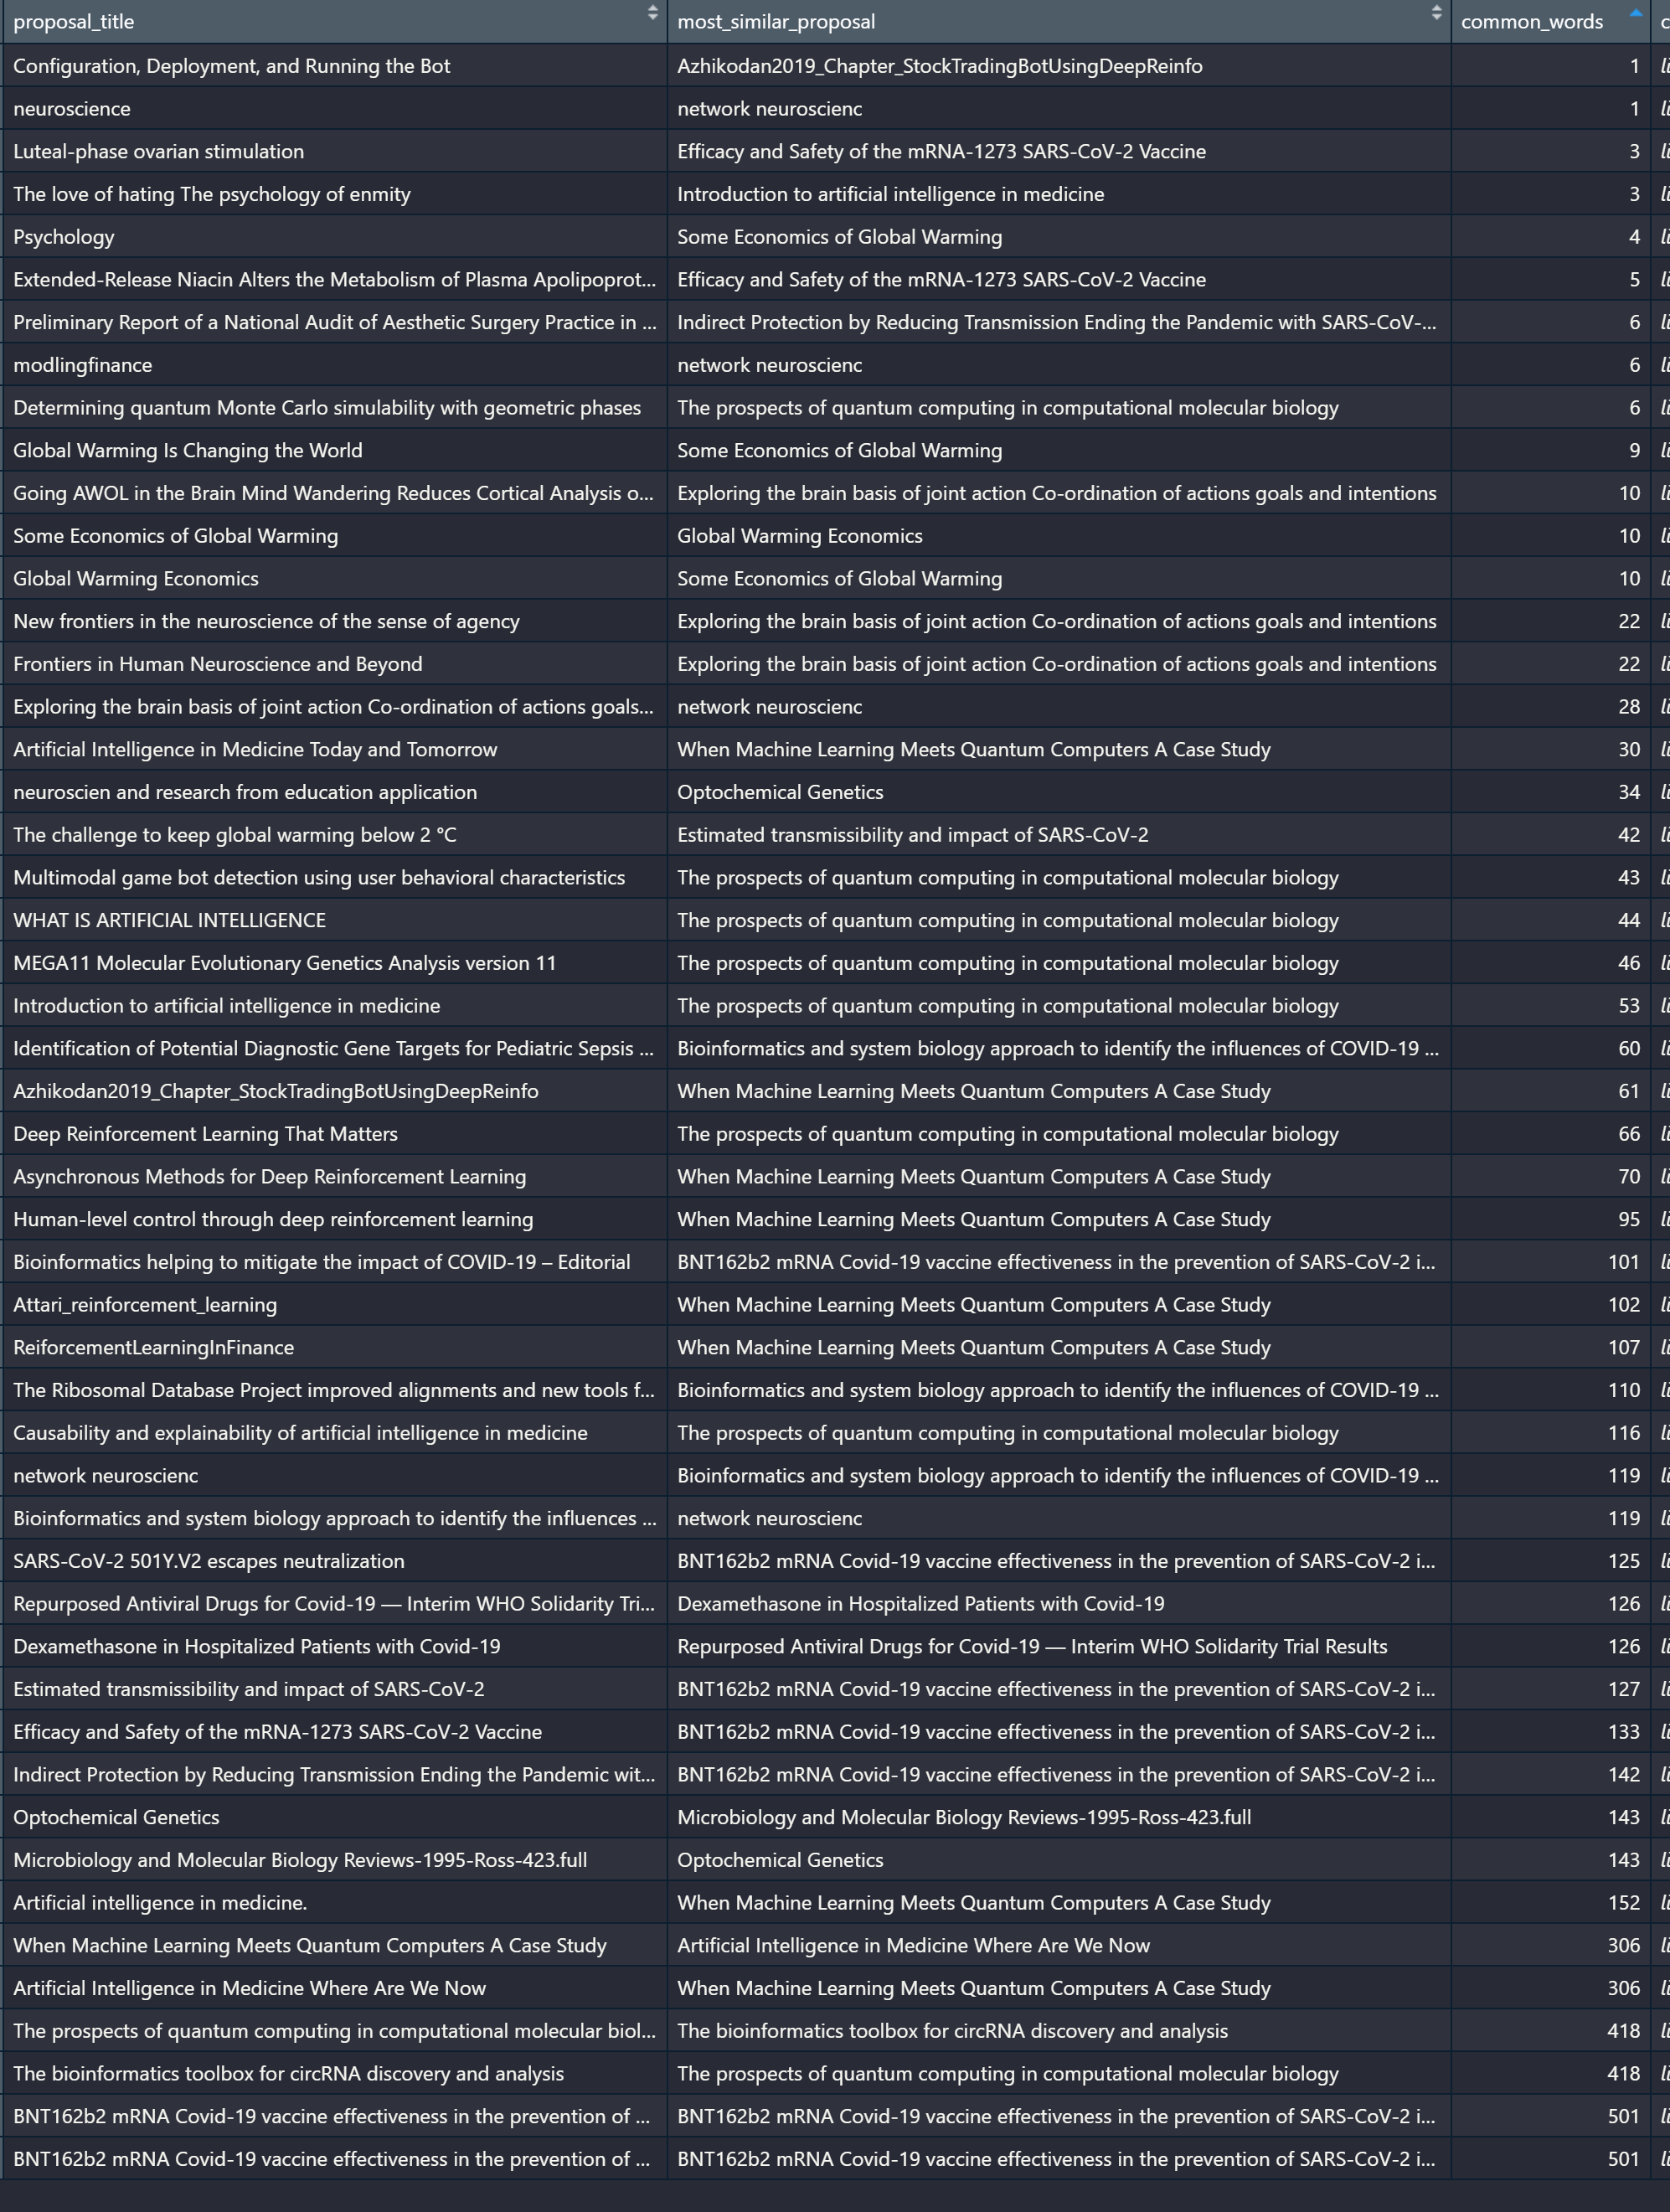 proposal_title most_similar_proposal common_words c
Configuration, Deployment, and Running the Bot Azhikodan2019_Chapter_StockTradingBotUsingDeepReinfo 1 li
neuroscience network neuroscienc 1 li
Luteal-phase ovarian stimulation Efficacy and Safety of the mRNA-1273 SARS-CoV-2 Vaccine 3 li
The love of hating The psychology of enmity Introduction to artificial intelligence in medicine 3 li
Psychology Some Economics of Global Warming 4 li
Extended-Release Niacin Alters the Metabolism of Plasma Apolipoprot... Efficacy and Safety of the mRNA-1273 SARS-CoV-2 Vaccine 5 li
Preliminary Report of a National Audit of Aesthetic Surgery Practice in ... Indirect Protection by Reducing Transmission Ending the Pandemic with SARS-CoV-... 6 li
modlingfinance network neuroscienc 6 li
Determining quantum Monte Carlo simulability with geometric phases The prospects of quantum computing in computational molecular biology 6 li
Global Warming Is Changing the World Some Economics of Global Warming 9 li
Going AWOL in the Brain Mind Wandering Reduces Cortical Analysis o... Exploring the brain basis of joint action Co-ordination of actions goals and intentions 10 li
Some Economics of Global Warming Global Warming Economics 10 li
Global Warming Economics Some Economics of Global Warming 10 li
New frontiers in the neuroscience of the sense of agency Exploring the brain basis of joint action Co-ordination of actions goals and intentions 22 li
Frontiers in Human Neuroscience and Beyond Exploring the brain basis of joint action Co-ordination of actions goals and intentions 22 li
Exploring the brain basis of joint action Co-ordination of actions goals... network neuroscienc 28 li
Artificial Intelligence in Medicine Today and Tomorrow When Machine Learning Meets Quantum Computers A Case Study 30 li
neuroscien and research from education application Optochemical Genetics 34 li
The challenge to keep global warming below 2 °C Estimated transmissibility and impact of SARS-CoV-2 42 li
Multimodal game bot detection using user behavioral characteristics The prospects of quantum computing in computational molecular biology 43 li
WHAT IS ARTIFICIAL INTELLIGENCE The prospects of quantum computing in computational molecular biology 44 li
MEGA11 Molecular Evolutionary Genetics Analysis version 11 The prospects of quantum computing in computational molecular biology 46 li
Introduction to artificial intelligence in medicine The prospects of quantum computing in computational molecular biology 53 li
Identification of Potential Diagnostic Gene Targets for Pediatric Sepsis ... Bioinformatics and system biology approach to identify the influences of COVID-19 ... 60 li
Azhikodan2019_Chapter_StockTradingBotUsingDeepReinfo When Machine Learning Meets Quantum Computers A Case Study 61 li
Deep Reinforcement Learning That Matters The prospects of quantum computing in computational molecular biology 66 li
Asynchronous Methods for Deep Reinforcement Learning When Machine Learning Meets Quantum Computers A Case Study 70 li
Human-level control through deep reinforcement learning When Machine Learning Meets Quantum Computers A Case Study 95 li
Bioinformatics helping to mitigate the impact of COVID-19 – Editorial BNT162b2 mRNA Covid-19 vaccine effectiveness in the prevention of SARS-CoV-2 i... 101 li
Attari_reinforcement_learning When Machine Learning Meets Quantum Computers A Case Study 102 li
ReiforcementLearningInFinance When Machine Learning Meets Quantum Computers A Case Study 107 li
The Ribosomal Database Project improved alignments and new tools f... Bioinformatics and system biology approach to identify the influences of COVID-19 ... 110 li
Causability and explainability of artificial intelligence in medicine The prospects of quantum computing in computational molecular biology 116 li
network neuroscienc Bioinformatics and system biology approach to identify the influences of COVID-19 ... 119 li
Bioinformatics and system biology approach to identify the influences ... network neuroscienc 119 li
SARS-CoV-2 501Y.V2 escapes neutralization BNT162b2 mRNA Covid-19 vaccine effectiveness in the prevention of SARS-CoV-2 i... 125 li
Repurposed Antiviral Drugs for Covid-19 — Interim WHO Solidarity Tri... Dexamethasone in Hospitalized Patients with Covid-19 126 li
Dexamethasone in Hospitalized Patients with Covid-19 Repurposed Antiviral Drugs for Covid-19 — Interim WHO Solidarity Trial Results 126 li
Estimated transmissibility and impact of SARS-CoV-2 BNT162b2 mRNA Covid-19 vaccine effectiveness in the prevention of SARS-CoV-2 i... 127 li
Efficacy and Safety of the mRNA-1273 SARS-CoV-2 Vaccine BNT162b2 mRNA Covid-19 vaccine effectiveness in the prevention of SARS-CoV-2 i... 133 li
Indirect Protection by Reducing Transmission Ending the Pandemic wit... BNT162b2 mRNA Covid-19 vaccine effectiveness in the prevention of SARS-CoV-2 i... 142 li
Optochemical Genetics Microbiology and Molecular Biology Reviews-1995-Ross-423.full 143 li
Microbiology and Molecular Biology Reviews-1995-Ross-423.full Optochemical Genetics 143 li
Artificial intelligence in medicine. When Machine Learning Meets Quantum Computers A Case Study 152 li
When Machine Learning Meets Quantum Computers A Case Study Artificial Intelligence in Medicine Where Are We Now 306 li
Artificial Intelligence in Medicine Where Are We Now When Machine Learning Meets Quantum Computers A Case Study 306 li
The prospects of quantum computing in computational molecular biol... The bioinformatics toolbox for circRNA discovery and analysis 418 li
The bioinformatics toolbox for circRNA discovery and analysis The prospects of quantum computing in computational molecular biology 418 li
BNT162b2 mRNA Covid-19 vaccine effectiveness in the prevention of ... BNT162b2 mRNA Covid-19 vaccine effectiveness in the prevention of SARS-CoV-2 i... 501 li
BNT162b2 mRNA Covid-19 vaccine effectiveness in the prevention of ... BNT162b2 mRNA Covid-19 vaccine effectiveness in the prevention of SARS-CoV-2 i... 501 li